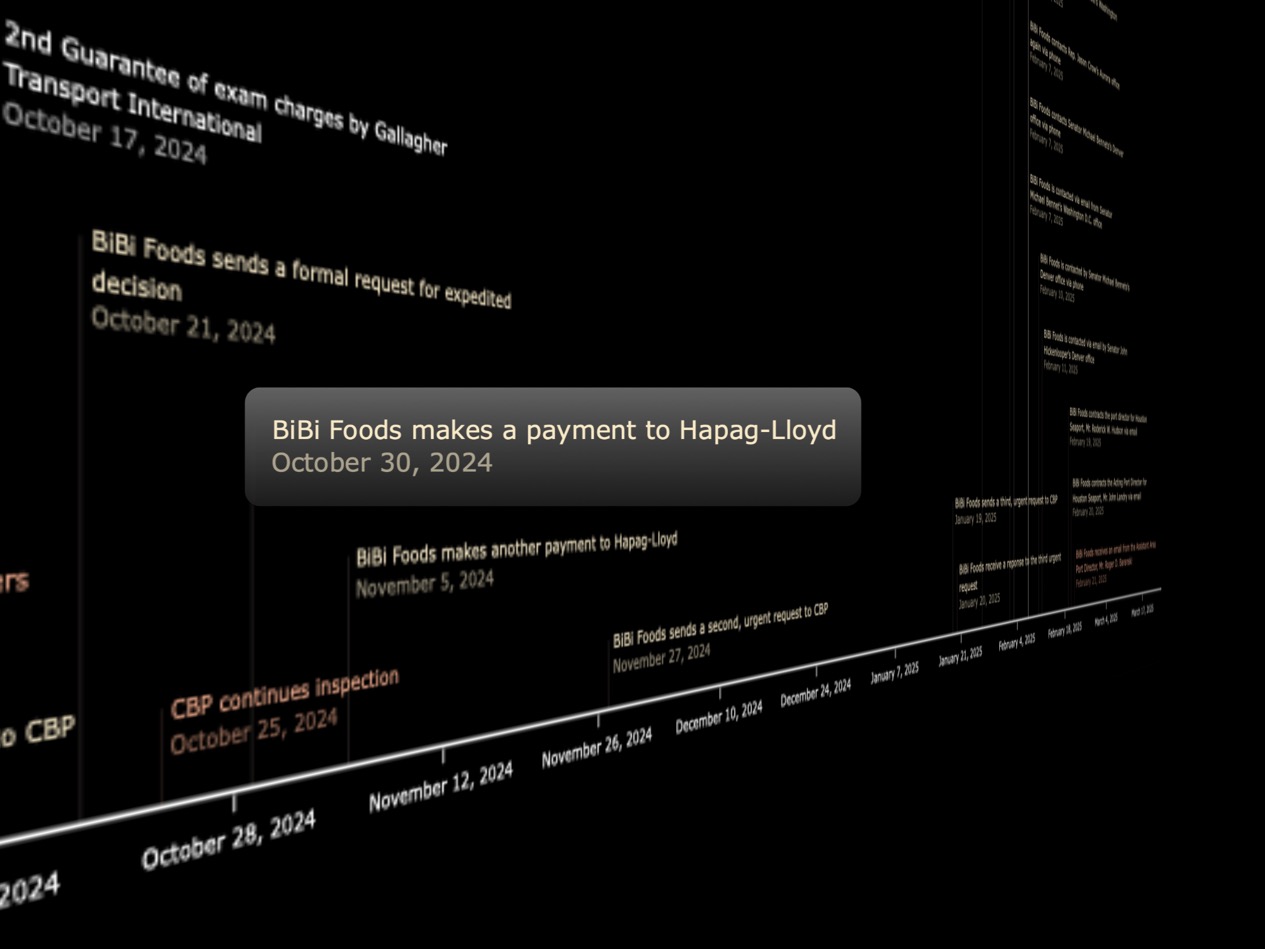 2nd Guarantee of exam charges by Gallagher
Transport International
October 17, 2024
BiBi Foods sends a formal request for expedited
decision
October 21, 2024
BiBi Foods makes a payment to Hapag-Lloyd
October 30, 2024
BiBi Foods makes another payment to Hapag-Lloyd
November 5, 2024
BiBi Foods sends a second, urgent request to CBP
November 27, 2024
CBP continues inspection
October 25, 2024
ers
o CBP
BiBi Foods sends a third, urgent request to CBP
January 19, 2025
BiBi Foods receive a reponse to the third urgent
request
January 20, 2025
BiBi Foods contacts Rep. Jason Crow's Aurora office
again via phone
February 7, 2025
BiBi Foods contacts Senator Michael Bennet's Denver
office via phone
February 7, 2025
BiBi Foods is contacted via email from Senator
Michael Bennet's Washington D.C. office
February 7, 2025
BiBi Foods is contacted by Senator Michael Bennet's
Denver office via phone
February 10, 2025
BiBi Foods is contacted via email by Senator John
Hickenlooper's Denver office
February 11, 2025
BiBi Foods contracts the port director for Houston
Seaport, Mr. Roderick W. Hudson via email
February 19, 2025
BiBi Foods contracts the Acting Port Director for
Houston Seaport, Mr. John Landry via email
February 20, 2025
BiBi Foods receives an email from the Assistant Area
Port Director, Mr. Roger D.
February 21, 2025
2024
October 28, 2024
November 12, 2024
November 26, 2024
December 10, 2024
December 24, 2024
January 7, 2025
January 21, 2025
February 4, 2025
February 18, 2025
March 4, 2025
March 17, 2025